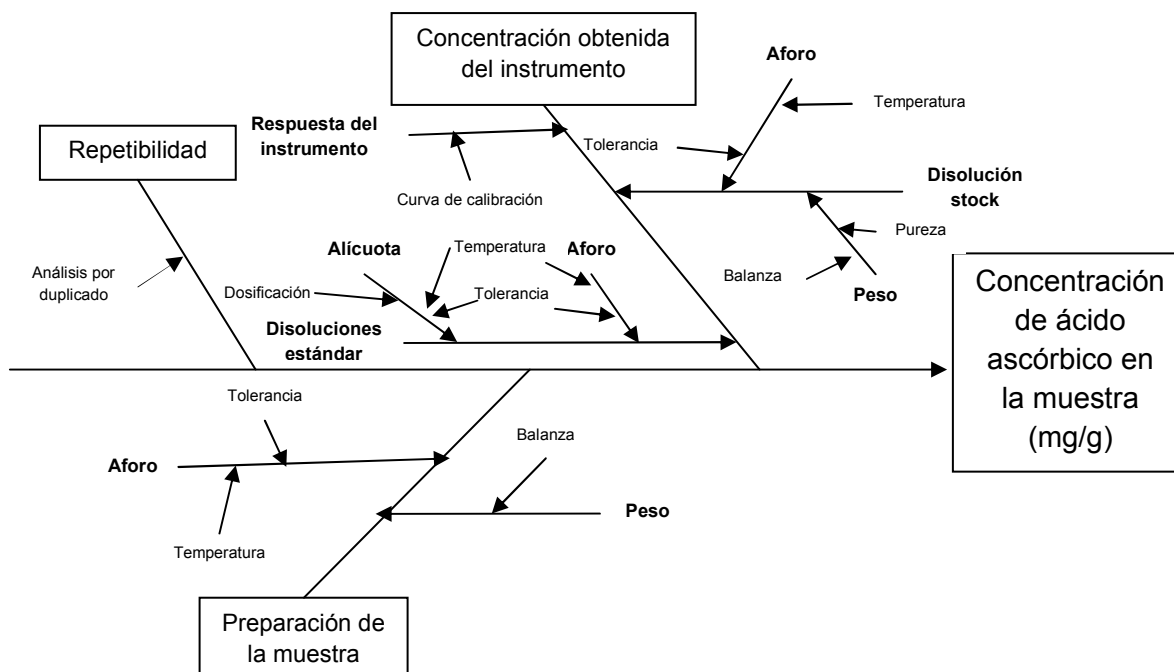 Concentración obtenida
del instrumento
Aforo
Temperatura
Respuesta del
instrumento
Tolerancia
Repetibilidad
Disolución
stock
Curva de calibración
Pureza
Alícuota
Temperatura
Aforo
Análisis por
duplicado
Balanza
Peso
Dosificación
Tolerancia
Disoluciones
estándar
Concentración
de ácido
ascórbico en
la muestra
(mg/g)
Tolerancia
Balanza
Aforo
Peso
Temperatura
Preparación de
la muestra